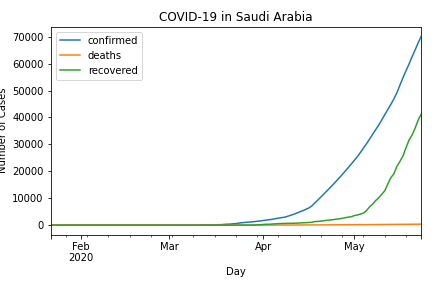 COVID-19 in Saudi Arabia
confirmed
deaths
recovered
70000
60000
50000
40000
30000
20000
10000
0
Number of Cases
Feb
2020
Mar
Apr
May
Day